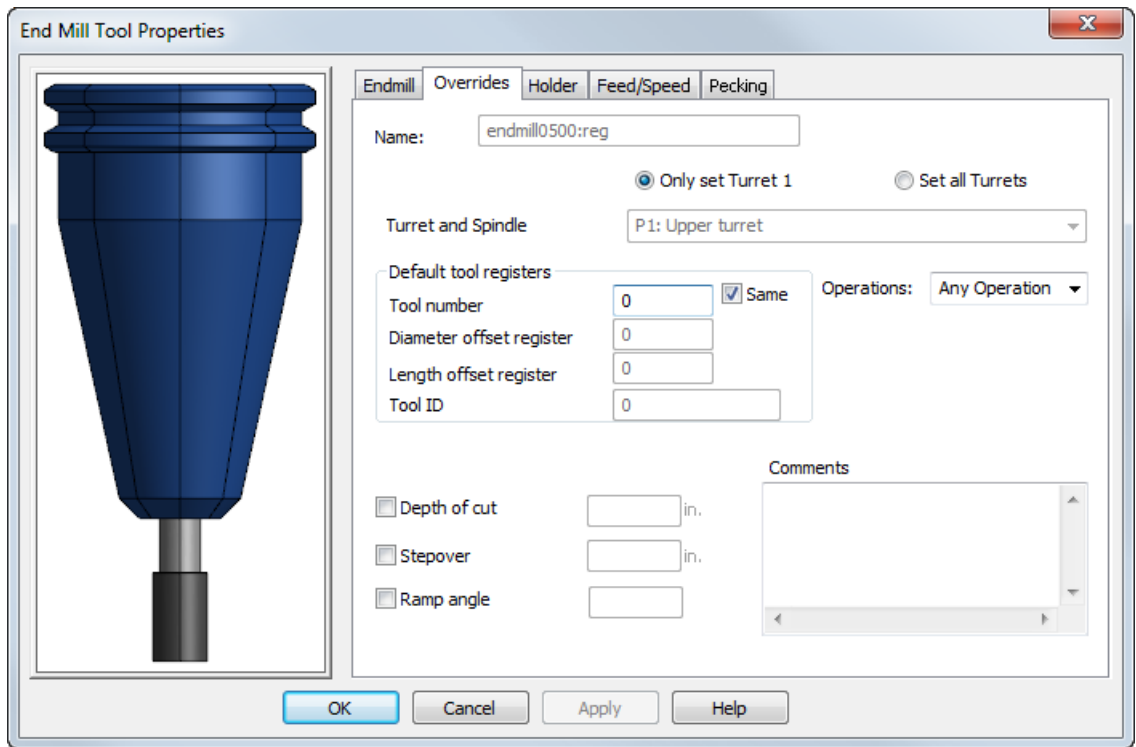 End Mill Tool Properties
Endmill Overrides Holder Feed/Speed Pecking
Name: endmill0500:reg
Only set Turret 1 Set all Turrets
Turret and Spindle P1: Upper turret
Default tool registers
Tool number 0 Same Operations: Any Operation
Diameter offset register 0
Length offset register 0
Tool ID 0
Comments
Depth of cut in.
Stepover in.
Ramp angle
OK Cancel Apply Help